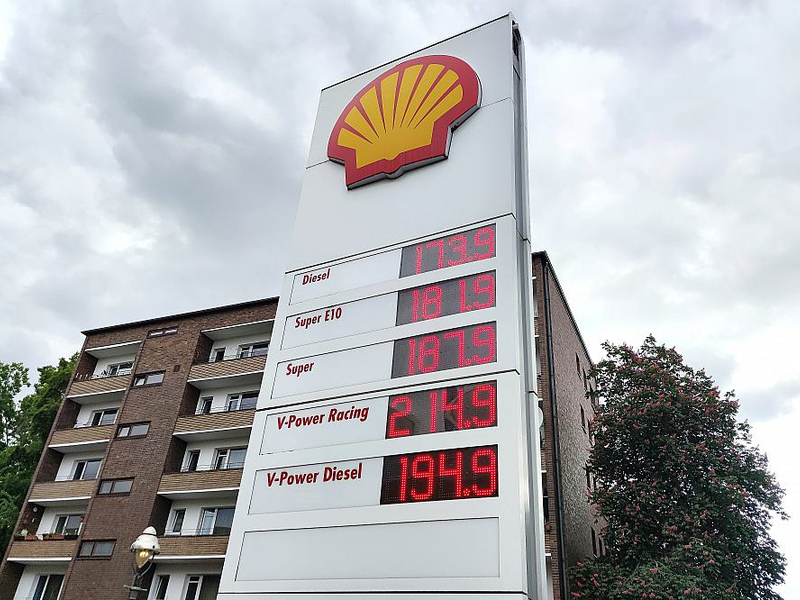 Diesel 173.9
Super E10 181.9
Super 187.9
V-Power Racing 214.9
V-Power Diesel 194.9